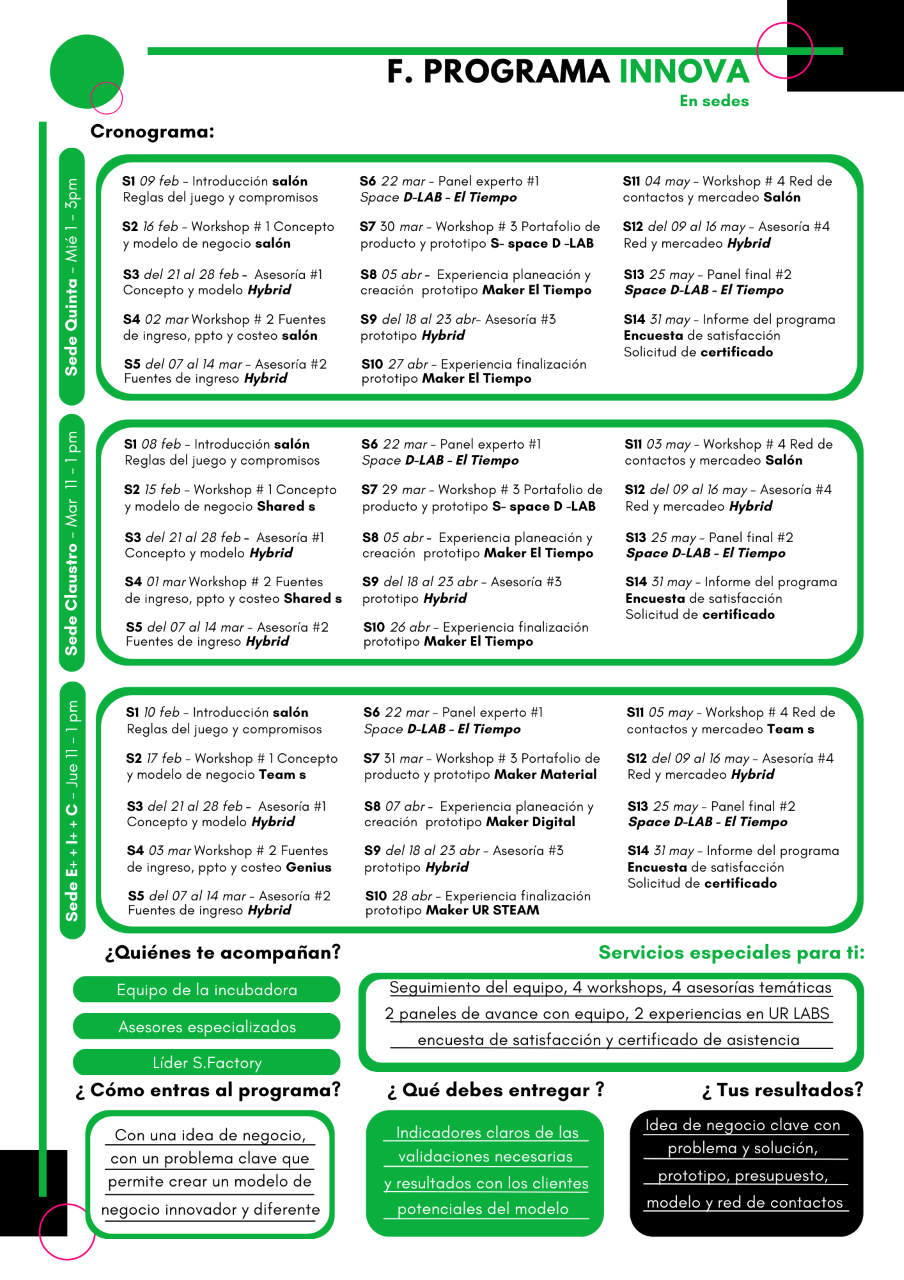 F. PROGRAMA INNOVA
En sedes
Cronograma:
Sede Quinta - Mié 1 - 3pm
S1 09 feb - Introducción salón
Reglas del juego y compromisos
S2 16 feb - Workshop # 1 Concepto
y modelo de negocio salón
S3 del 21 al 28 feb - Asesoría #1
Concepto y modelo Hybrid
S4 02 mar Workshop # 2 Fuentes
de ingreso, ppto y costeo salón
S5 del 07 al 14 mar - Asesoría #2
Fuentes de ingreso Hybrid
S6 22 mar - Panel experto #1
Space D-LAB - El Tiempo
S7 30 mar - Workshop # 3 Portafolio de
producto y prototipo S- space D -LAB
S8 05 abr - Experiencia planeación y
creación prototipo Maker El Tiempo
S9 del 18 al 23 abr- Asesoría #3
prototipo Hybrid
S10 27 abr - Experiencia finalización
prototipo Maker El Tiempo
S11 04 may - Workshop # 4 Red de
contactos y mercadeo Salón
S12 del 09 al 16 may - Asesoría #4
Red y mercadeo Hybrid
S13 25 may - Panel final #2
Space D-LAB - El Tiempo
S14 31 may - Informe del programa
Encuesta de satisfacción
Solicitud de certificado
Sede Claustro - Mar 11 - 1 pm
S1 08 feb - Introducción salón
Reglas del juego y compromisos
S2 15 feb - Workshop # 1 Concepto
y modelo de negocio Shared s
S3 del 21 al 28 feb - Asesoría #1
Concepto y modelo Hybrid
S4 01 mar Workshop # 2 Fuentes
de ingreso, ppto y costeo Shared s
S5 del 07 al 14 mar - Asesoría #2
Fuentes de ingreso Hybrid
S6 22 mar - Panel experto #1
Space D-LAB - El Tiempo
S7 29 mar - Workshop # 3 Portafolio de
producto y prototipo S- space D -LAB
S8 05 abr - Experiencia planeación y
creación prototipo Maker El Tiempo
S9 del 18 al 23 abr - Asesoría #3
prototipo Hybrid
S10 26 abr - Experiencia finalización
prototipo Maker El Tiempo
S11 03 may - Workshop # 4 Red de
contactos y mercadeo Salón
S12 del 09 al 16 may - Asesoría #4
Red y mercadeo Hybrid
S13 25 may - Panel final #2
Space D-LAB - El Tiempo
S14 31 may - Informe del programa
Encuesta de satisfacción
Solicitud de certificado
Sede E+ + I+ + C - Jue 11 - 1 pm
S1 10 feb - Introducción salón
Reglas del juego y compromisos
S2 17 feb - Workshop # 1 Concepto
y modelo de negocio Team s
S3 del 21 al 28 feb - Asesoría #1
Concepto y modelo Hybrid
S4 03 mar Workshop # 2 Fuentes
de ingreso, ppto y costeo Genius
S5 del 07 al 14 mar - Asesoría #2
Fuentes de ingreso Hybrid
S6 22 mar - Panel experto #1
Space D-LAB - El Tiempo
S7 31 mar - Workshop # 3 Portafolio de
producto y prototipo Maker Material
S8 07 abr - Experiencia planeación y
creación prototipo Maker Digital
S9 del 18 al 23 abr - Asesoría #3
prototipo Hybrid
S10 28 abr - Experiencia finalización
prototipo Maker UR STEAM
S11 05 may - Workshop # 4 Red de
contactos y mercadeo Team s
S12 del 09 al 16 may - Asesoría #4
Red y mercadeo Hybrid
S13 25 may - Panel final #2
Space D-LAB - El Tiempo
S14 31 may - Informe del programa
Encuesta de satisfacción
Solicitud de certificado
¿Quiénes te acompañan?
Equipo de la incubadora
Asesores especializados
Líder S.Factory
Servicios especiales para ti:
Seguimiento del equipo, 4 workshops, 4 asesorías temáticas
2 paneles de avance con equipo, 2 experiencias en UR LABS
encuesta de satisfacción y certificado de asistencia
¿ Cómo entras al programa?
Con una idea de negocio,
con un problema clave que
permite crear un modelo de
negocio innovador y diferente
¿ Qué debes entregar ?
Indicadores claros de las
validaciones necesarias
y resultados con los clientes
potenciales del modelo
¿ Tus resultados?
Idea de negocio clave con
problema y solución,
prototipo, presupuesto,
modelo y red de contactos